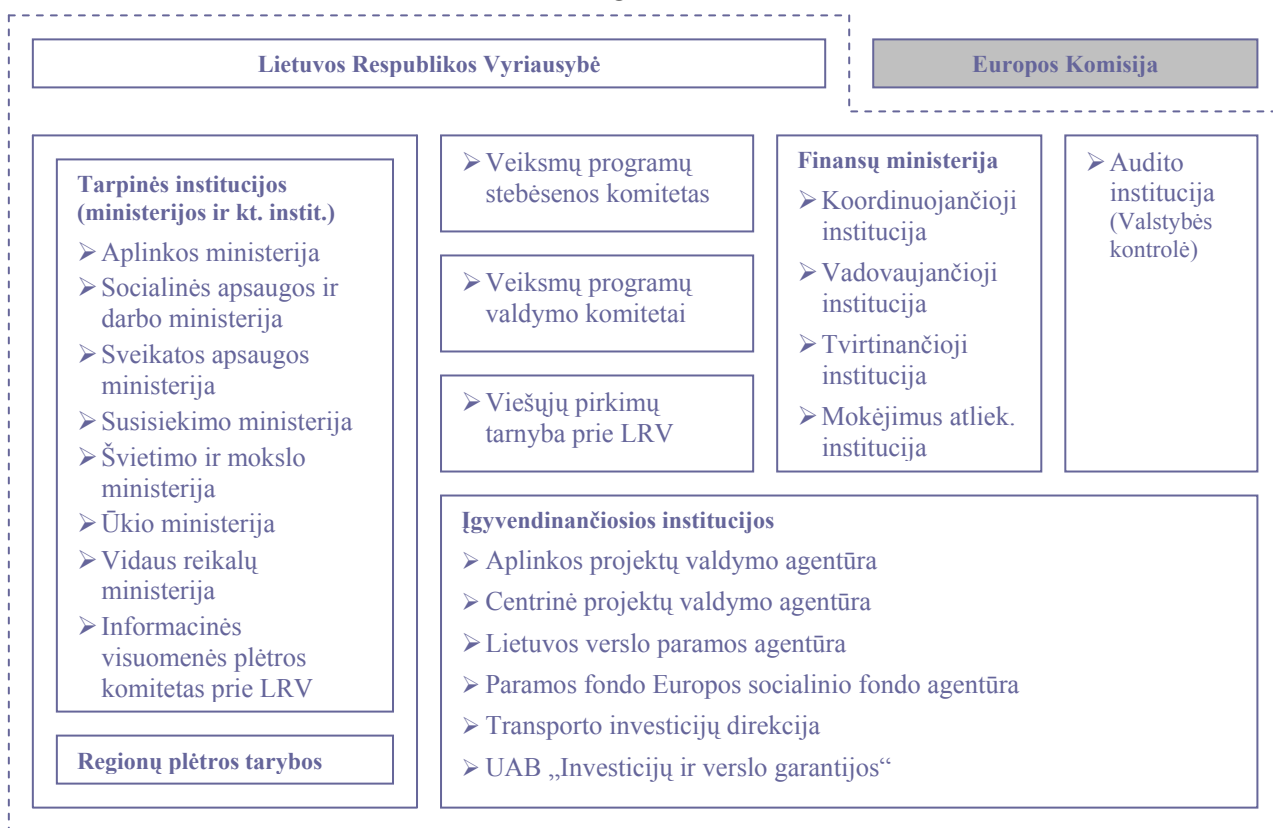 Lietuvos Respublikos Vyriausybė
Europos Komisija
Tarpinės institucijos
(ministerijos ir kt. instit.)
➢ Aplinkos ministerija
➢ Socialinės apsaugos ir
darbo ministerija
➢ Sveikatos apsaugos
ministerija
➢ Susisiekimo ministerija
➢ Švietimo ir mokslo
ministerija
➢ Ūkio ministerija
➢ Vidaus reikalų
ministerija
➢ Informacinės
visuomenės plėtros
komitetas prie LRV
Regionų plėtros tarybos
➢ Veiksmų programų
stebėsenos komitetas
➢ Veiksmų programų
valdymo komitetai
➢ Viešųjų pirkimų
tarnyba prie LRV
Finansų ministerija
➢ Koordinuojančioji
institucija
➢ Vadovaujančioji
institucija
➢ Tvirtinančioji
institucija
➢ Mokėjimus atliek.
institucija
➢ Audito
institucija
(Valstybės
kontrolė)
Įgyvendinančiosios institucijos
➢ Aplinkos projektų valdymo agentūra
➢ Centrinė projektų valdymo agentūra
➢ Lietuvos verslo paramos agentūra
➢ Paramos fondo Europos socialinio fondo agentūra
➢ Transporto investicijų direkcija
➢ UAB „Investicijų ir verslo garantijos“